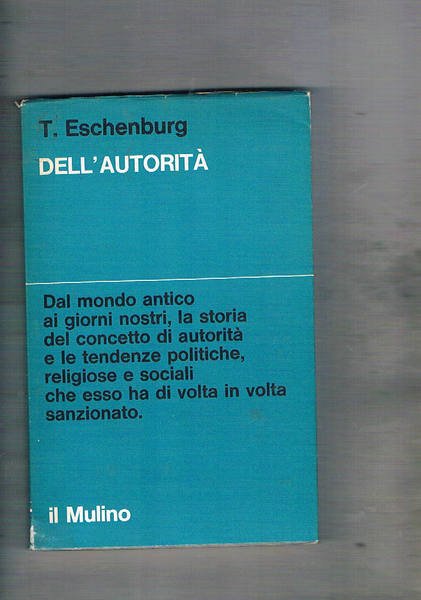 T. Eschenburg
DELL'AUTORITÀ
Dal mondo antico
ai giorni nostri, la storia
del concetto di autorità
e le tendenze politiche,
religiose e sociali
che esso ha di volta in volta
sanzionato.
il Mulino